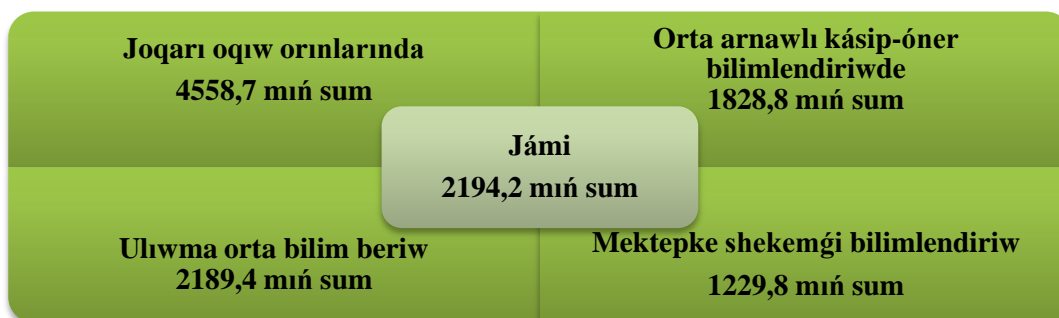 Joqarı oqıw orınlarında
4558,7 mıń sum
Orta arnawlı kásip-óner
bilimlendiriwde
1828,8 mıń sum
Jámi
2194,2 mıń sum
Ulıwma orta bilim beriw
2189,4 mıń sum
Mektepke shekemǵi bilimlendiriw
1229,8 mıń sum